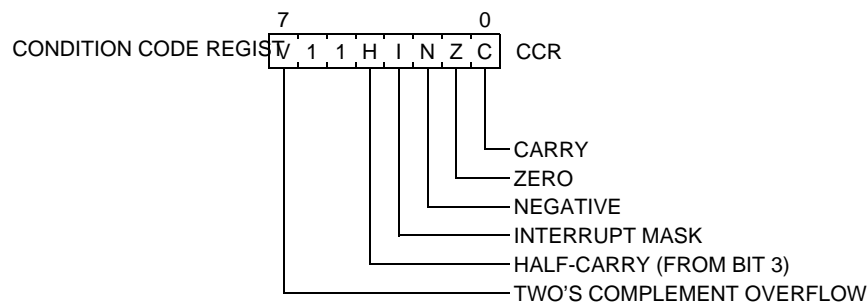 7 0
CONDITION CODE REGIST V 1 1 H I N Z C CCR
CARRY
ZERO
NEGATIVE
INTERRUPT MASK
HALF-CARRY (FROM BIT 3)
TWO'S COMPLEMENT OVERFLOW